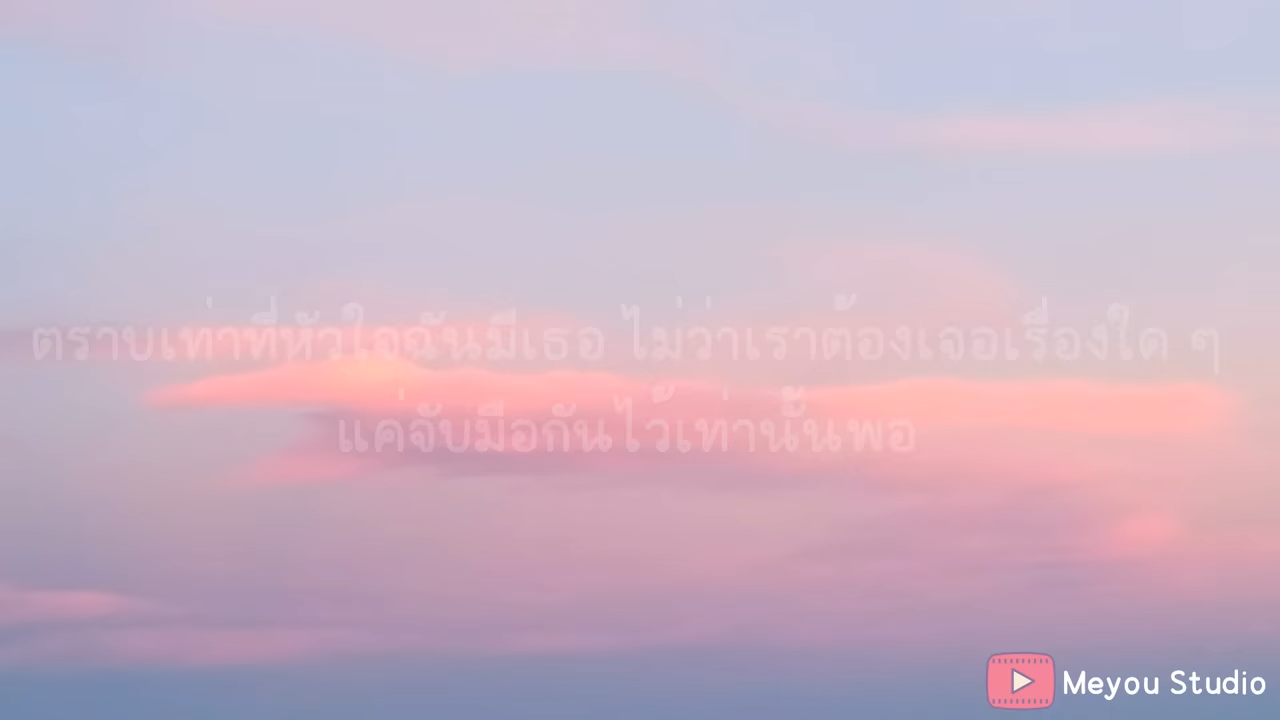 ตราบเท่าที่หัวใจฉันมีเธอ ไม่ว่าเราต้องเจอเรื่องใด ๆ
แค่จับมือกันไว้เท่านั้นพอ
Meyou Studio